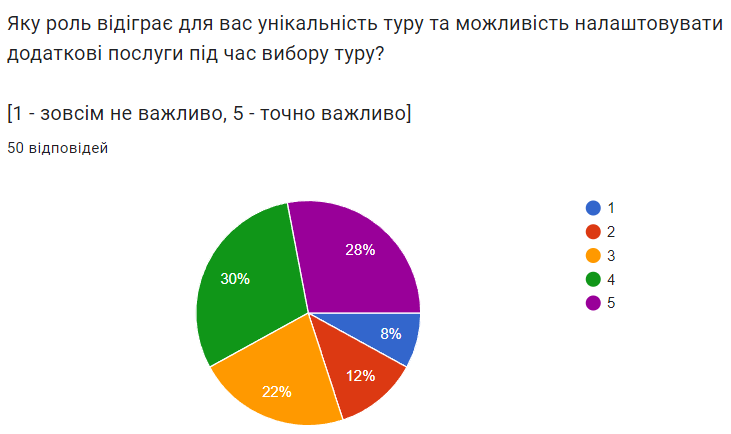 Яку роль відіграє для вас унікальність туру та можливість налаштовувати
додаткові послуги під час вибору туру?
[1 - зовсім не важливо, 5 - точно важливо]
50 відповідей
1
2
3
4
5
28%
30%
8%
12%
22%